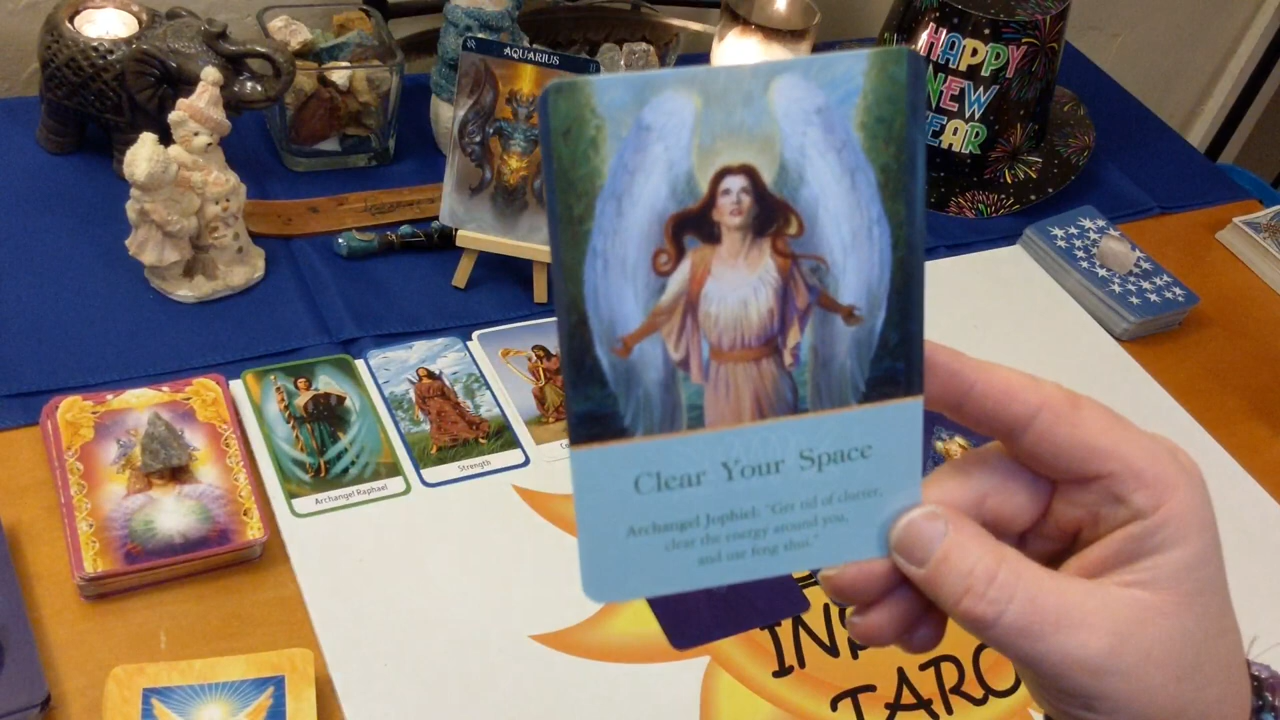 AQUARIUS
HAPPY
NEW
YEAR
Archangel Raphael
Strength
Clear Your Space
Archangel Jophiel: "Get rid of clutter,
clear the energy around you,
and use feng shui."
TAROT